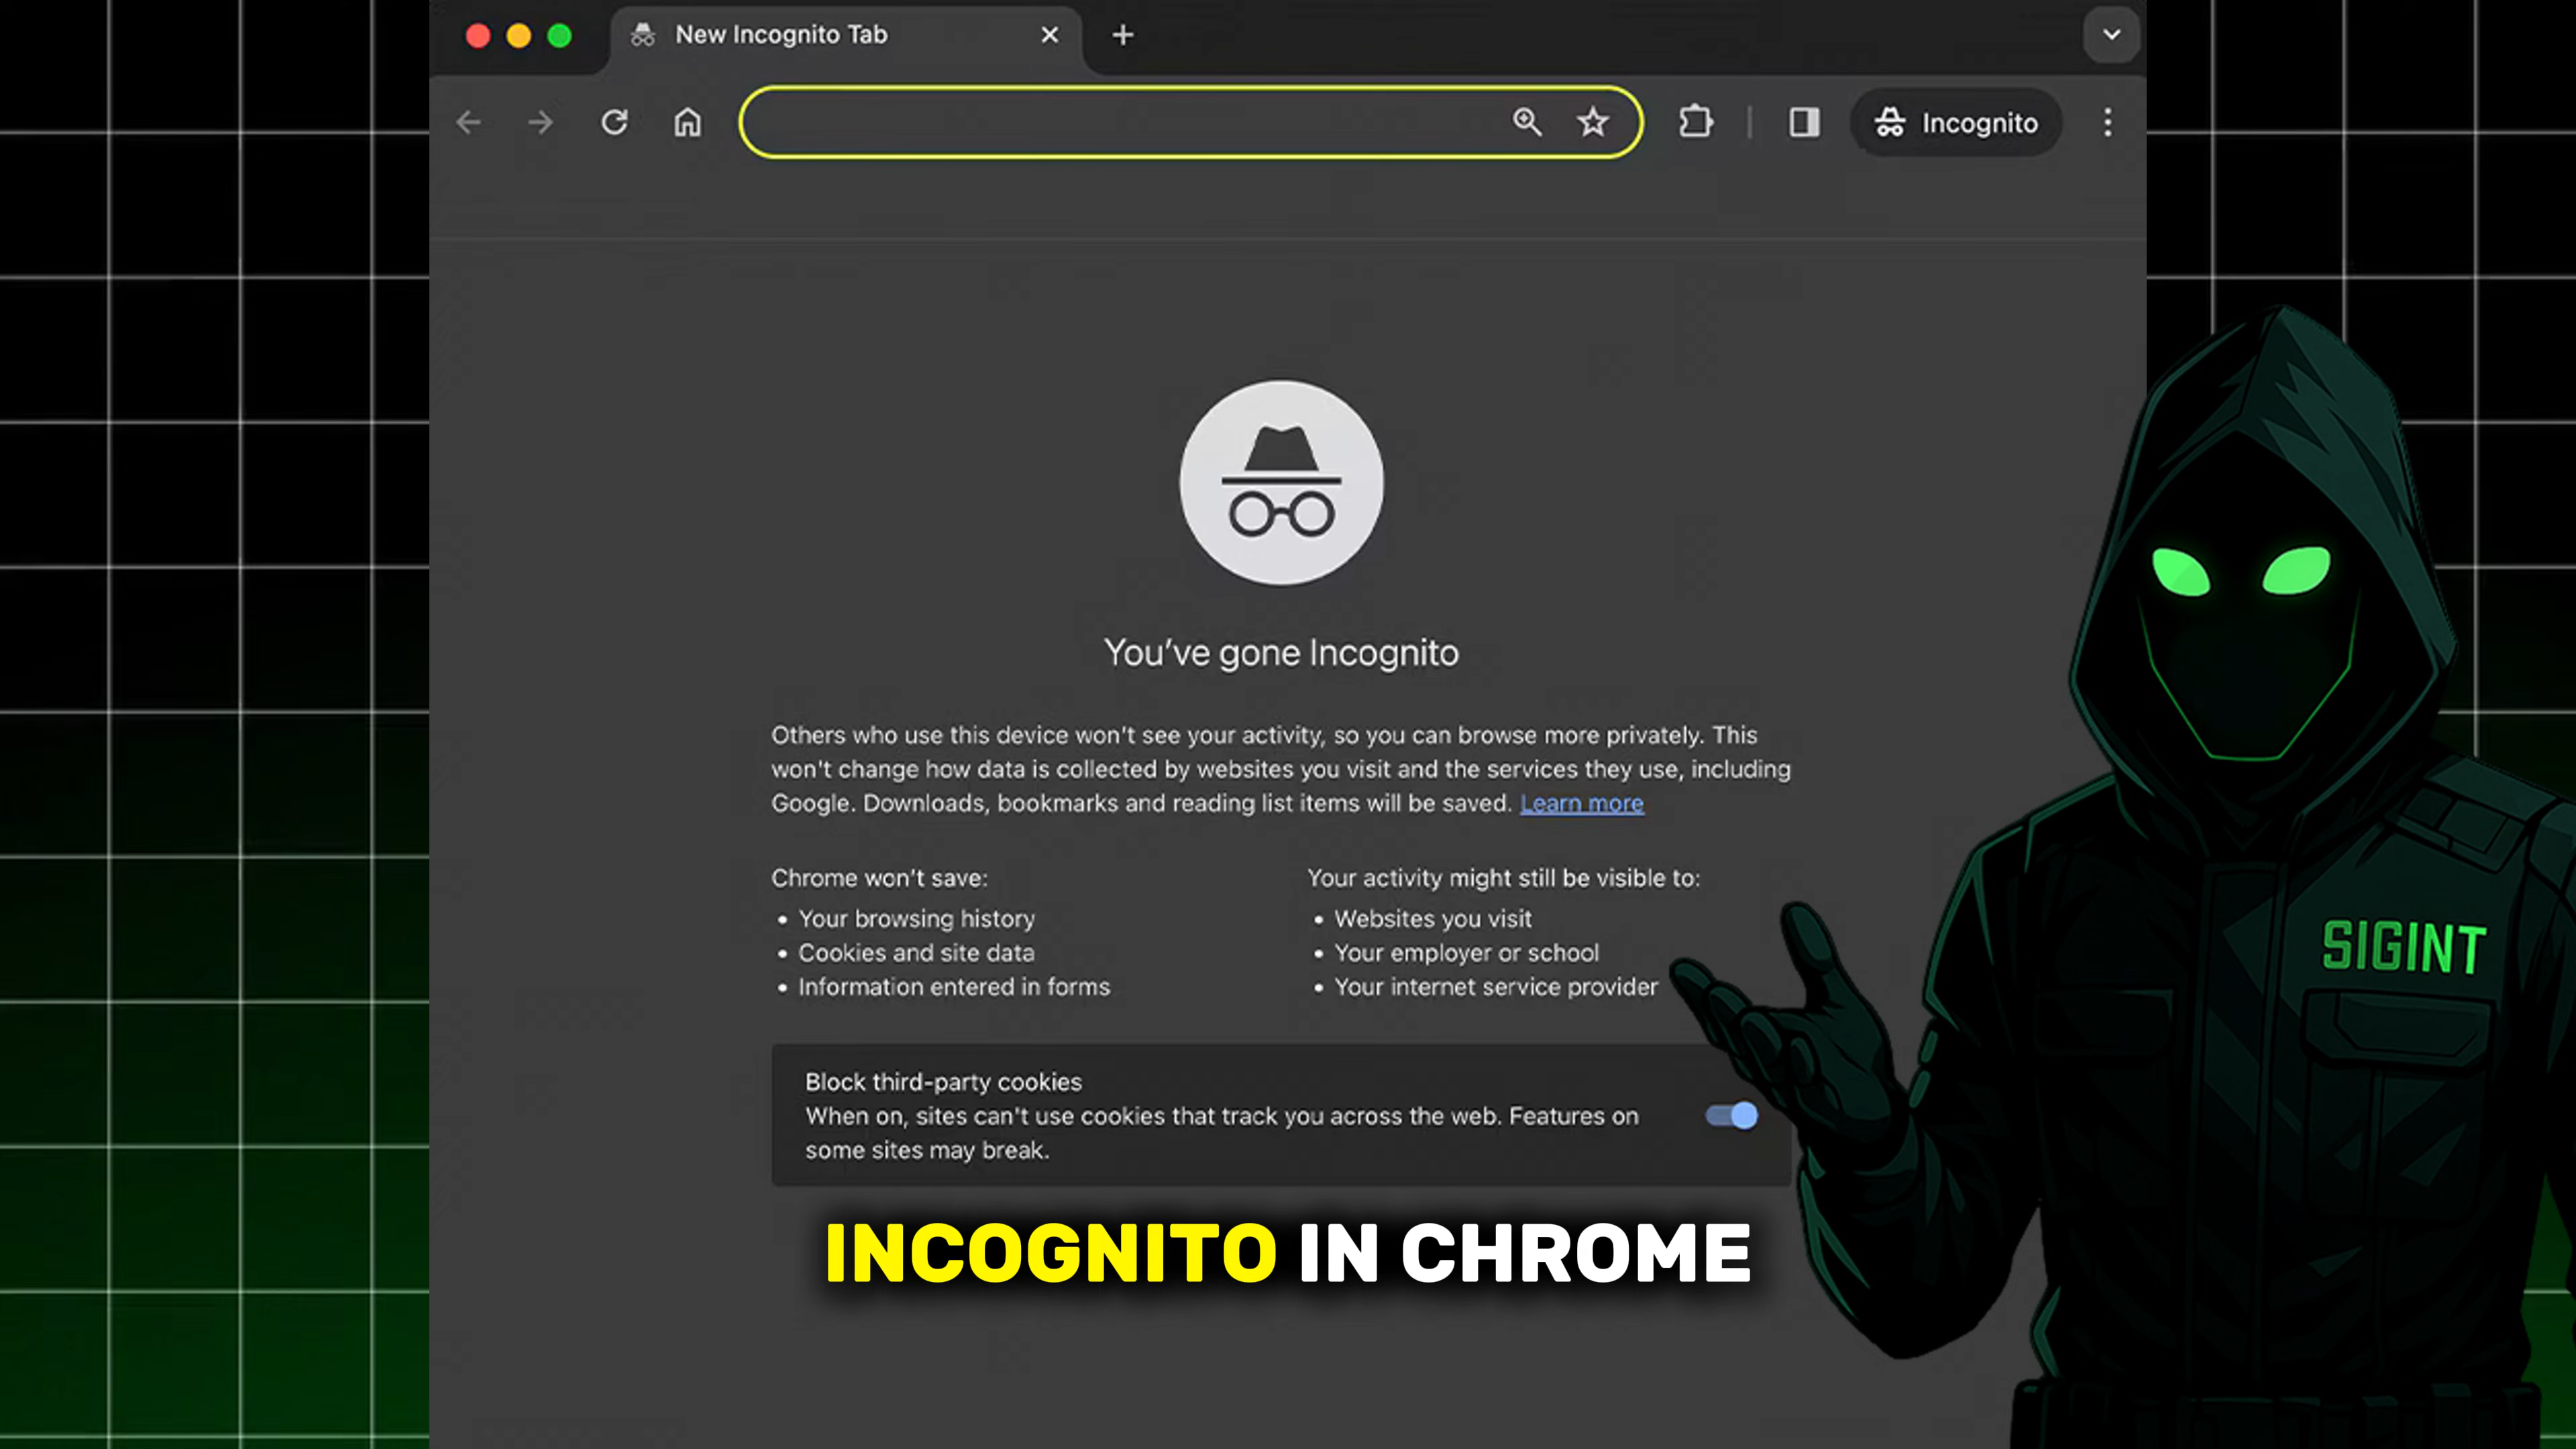 New Incognito Tab
Incognito
You've gone Incognito
Others who use this device won't see your activity, so you can browse more privately. This
won't change how data is collected by websites you visit and the services they use, including
Google. Downloads, bookmarks and reading list items will be saved. Learn more
Chrome won't save:
• Your browsing history
• Cookies and site data
• Information entered in forms
Your activity might still be visible to:
• Websites you visit
• Your employer or school
• Your internet service provider
Block third-party cookies
When on, sites can't use cookies that track you across the web. Features on
some sites may break.
SIGINT
INCOGNITO IN CHROME